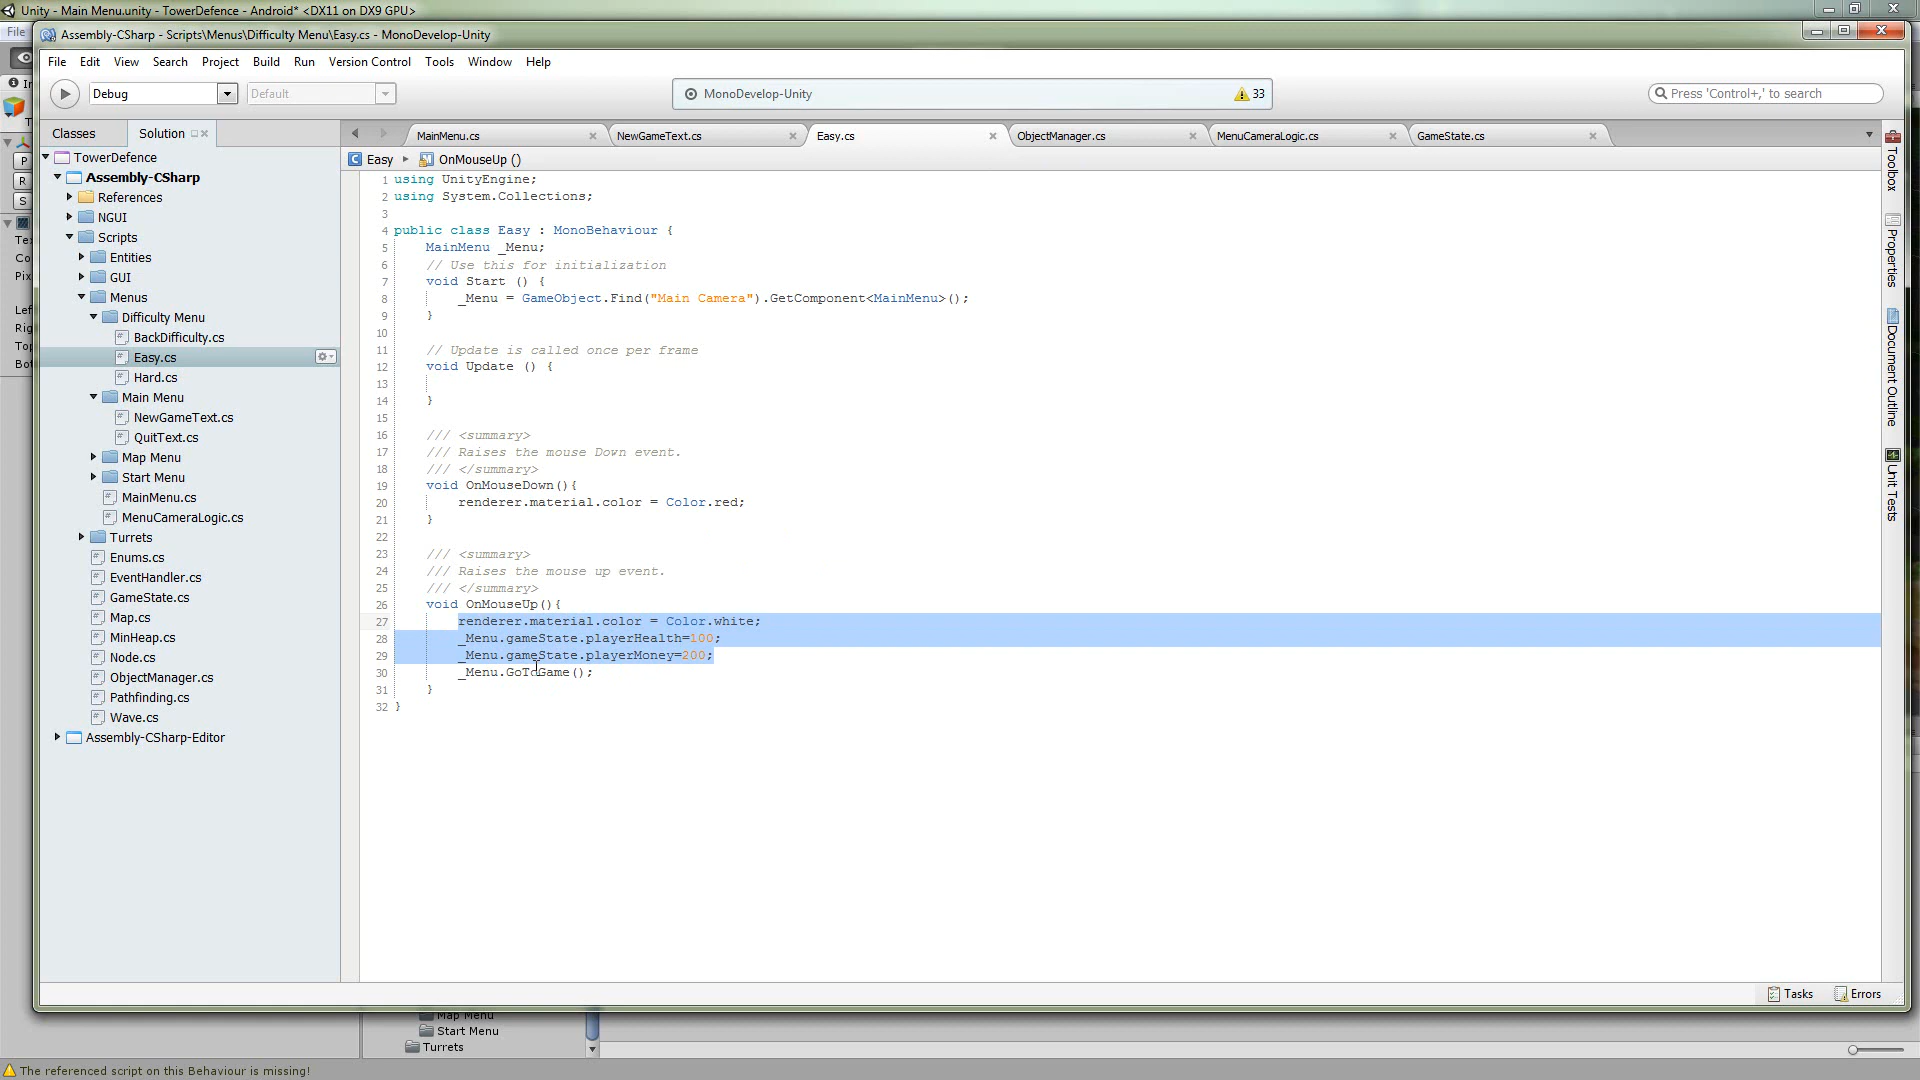 Unity - Main Menu.unity - TowerDefence - Android* <DX11 on DX9 GPU>
File
Assembly-CSharp - Scripts\Menus\Difficulty Menu\Easy.cs - MonoDevelop-Unity
File Edit View Search Project Build Run Version Control Tools Window Help
Debug Default MonoDevelop-Unity 33 Press 'Control+,' to search
Classes Solution
MainMenu.cs NewGameText.cs Easy.cs ObjectManager.cs MenuCameraLogic.cs GameState.cs
Easy OnMouseUp ()
TowerDefence
Assembly-CSharp
References
NGUI
Scripts
Entities
GUI
Menus
Difficulty Menu
BackDifficulty.cs
Easy.cs
Hard.cs
Main Menu
NewGameText.cs
QuitText.cs
Map Menu
Start Menu
MainMenu.cs
MenuCameraLogic.cs
Turrets
Enums.cs
EventHandler.cs
GameState.cs
Map.cs
MinHeap.cs
Node.cs
ObjectManager.cs
Pathfinding.cs
Wave.cs
Assembly-CSharp-Editor
1 using UnityEngine;
2 using System.Collections;
3
4 public class Easy : MonoBehaviour {
5 MainMenu _Menu;
6 // Use this for initialization
7 void Start () {
8 _Menu = GameObject.Find("Main Camera").GetComponent<MainMenu>();
9 }
10
11 // Update is called once per frame
12 void Update () {
13
14 }
15
16 /// <summary>
17 /// Raises the mouse Down event.
18 /// </summary>
19 void OnMouseDown(){
20 renderer.material.color = Color.red;
21 }
22
23 /// <summary>
24 /// Raises the mouse up event.
25 /// </summary>
26 void OnMouseUp(){
27 renderer.material.color = Color.white;
28 _Menu.gameState.playerHealth=100;
29 _Menu.gameState.playerMoney=200;
30 _Menu.GoToGame();
31 }
32 }
Toolbox
Properties
Document Outline
Unit Tests
P
R
S
Tasks Errors
Map Menu
Start Menu
Turrets
The referenced script on this Behaviour is missing!